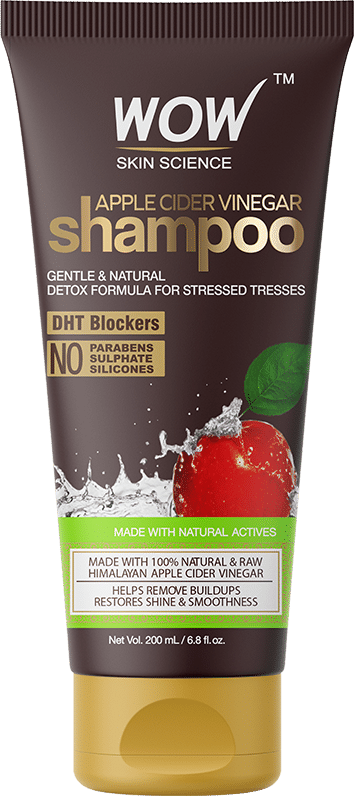 WOW™
SKIN SCIENCE
APPLE CIDER VINEGAR
shampoo
GENTLE & NATURAL
DETOX FORMULA FOR STRESSED TRESSES
DHT Blockers
NO PARABENS
SULPHATE
SILICONES
MADE WITH NATURAL ACTIVES
MADE WITH 100% NATURAL & RAW
HIMALAYAN APPLE CIDER VINEGAR
HELPS REMOVE BUILDUPS
RESTORES SHINE & SMOOTHNESS
Net Vol. 200 mL / 6.8 fl. oz.